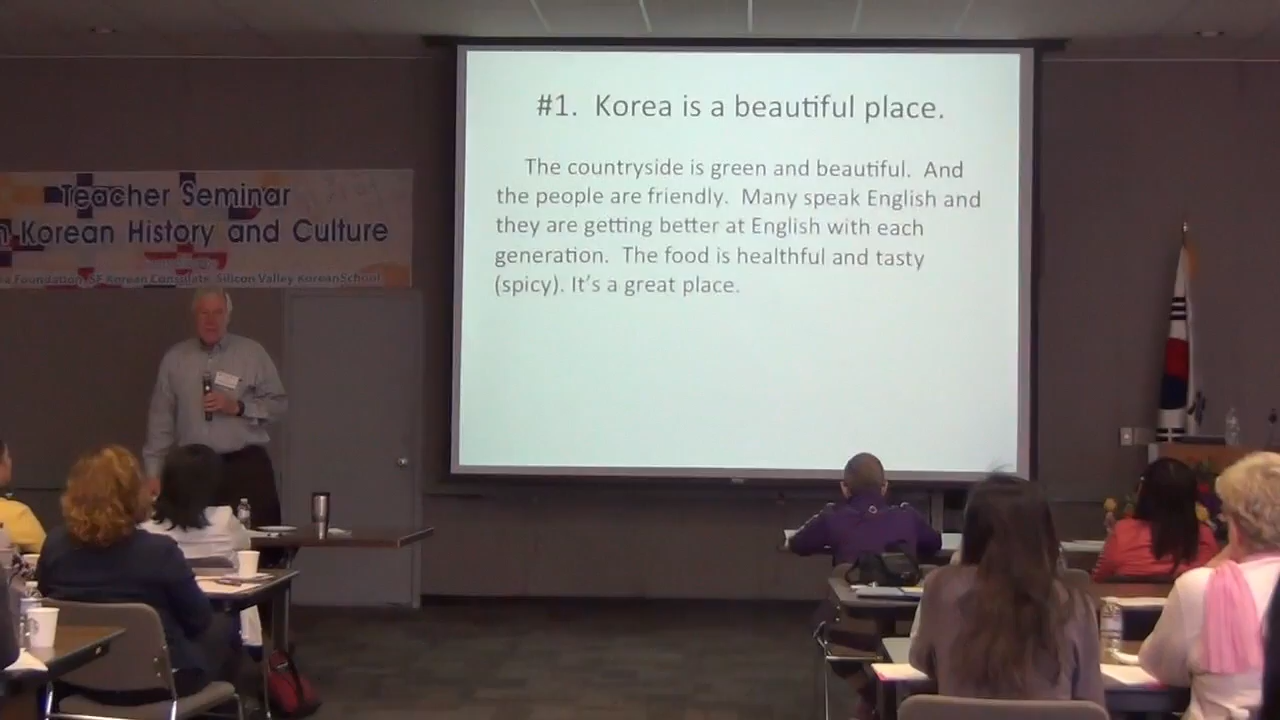 #1. Korea is a beautiful place.
The countryside is green and beautiful. And
the people are friendly. Many speak English and
they are getting better at English with each
generation. The food is healthful and tasty
(spicy). It's a great place.
Teacher Seminar
Korean History and Culture
Foundation, SF Korean Consulate, Silicon Valley KoreanSchool